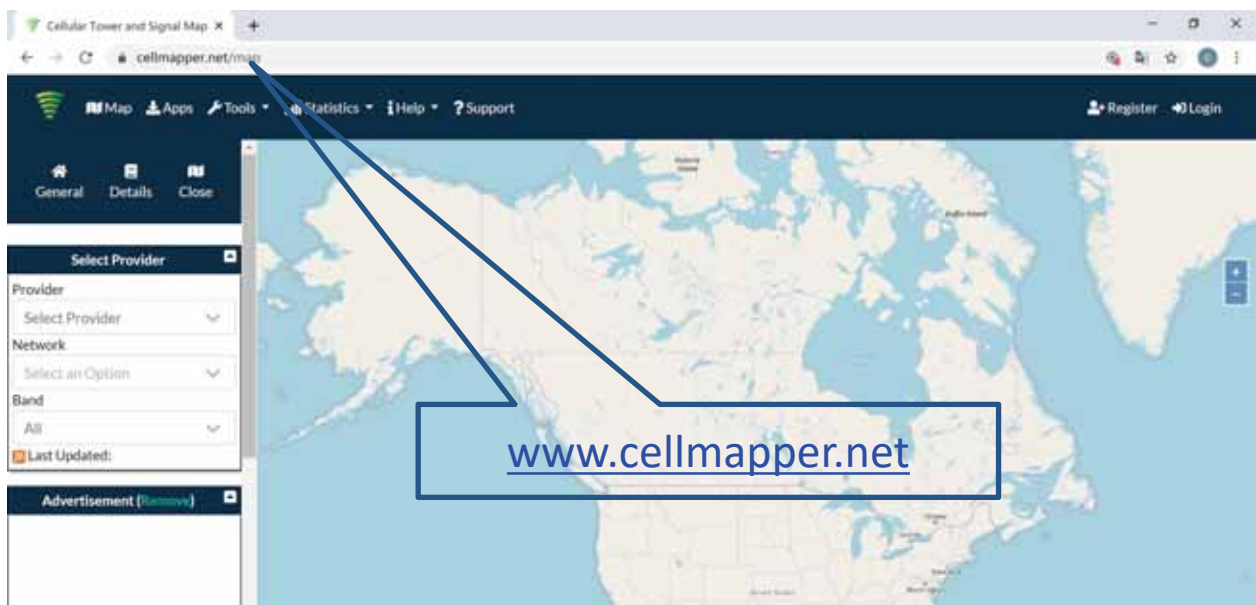 Cellular Tower and Signal Map
cellmapper.net/map
Map Apps Tools Statistics Help Support Register Login
General Details Close
Select Provider
Provider
Select Provider
Network
Select an Option
Band
All
Last Updated:
Advertisement (Remove)
www.cellmapper.net